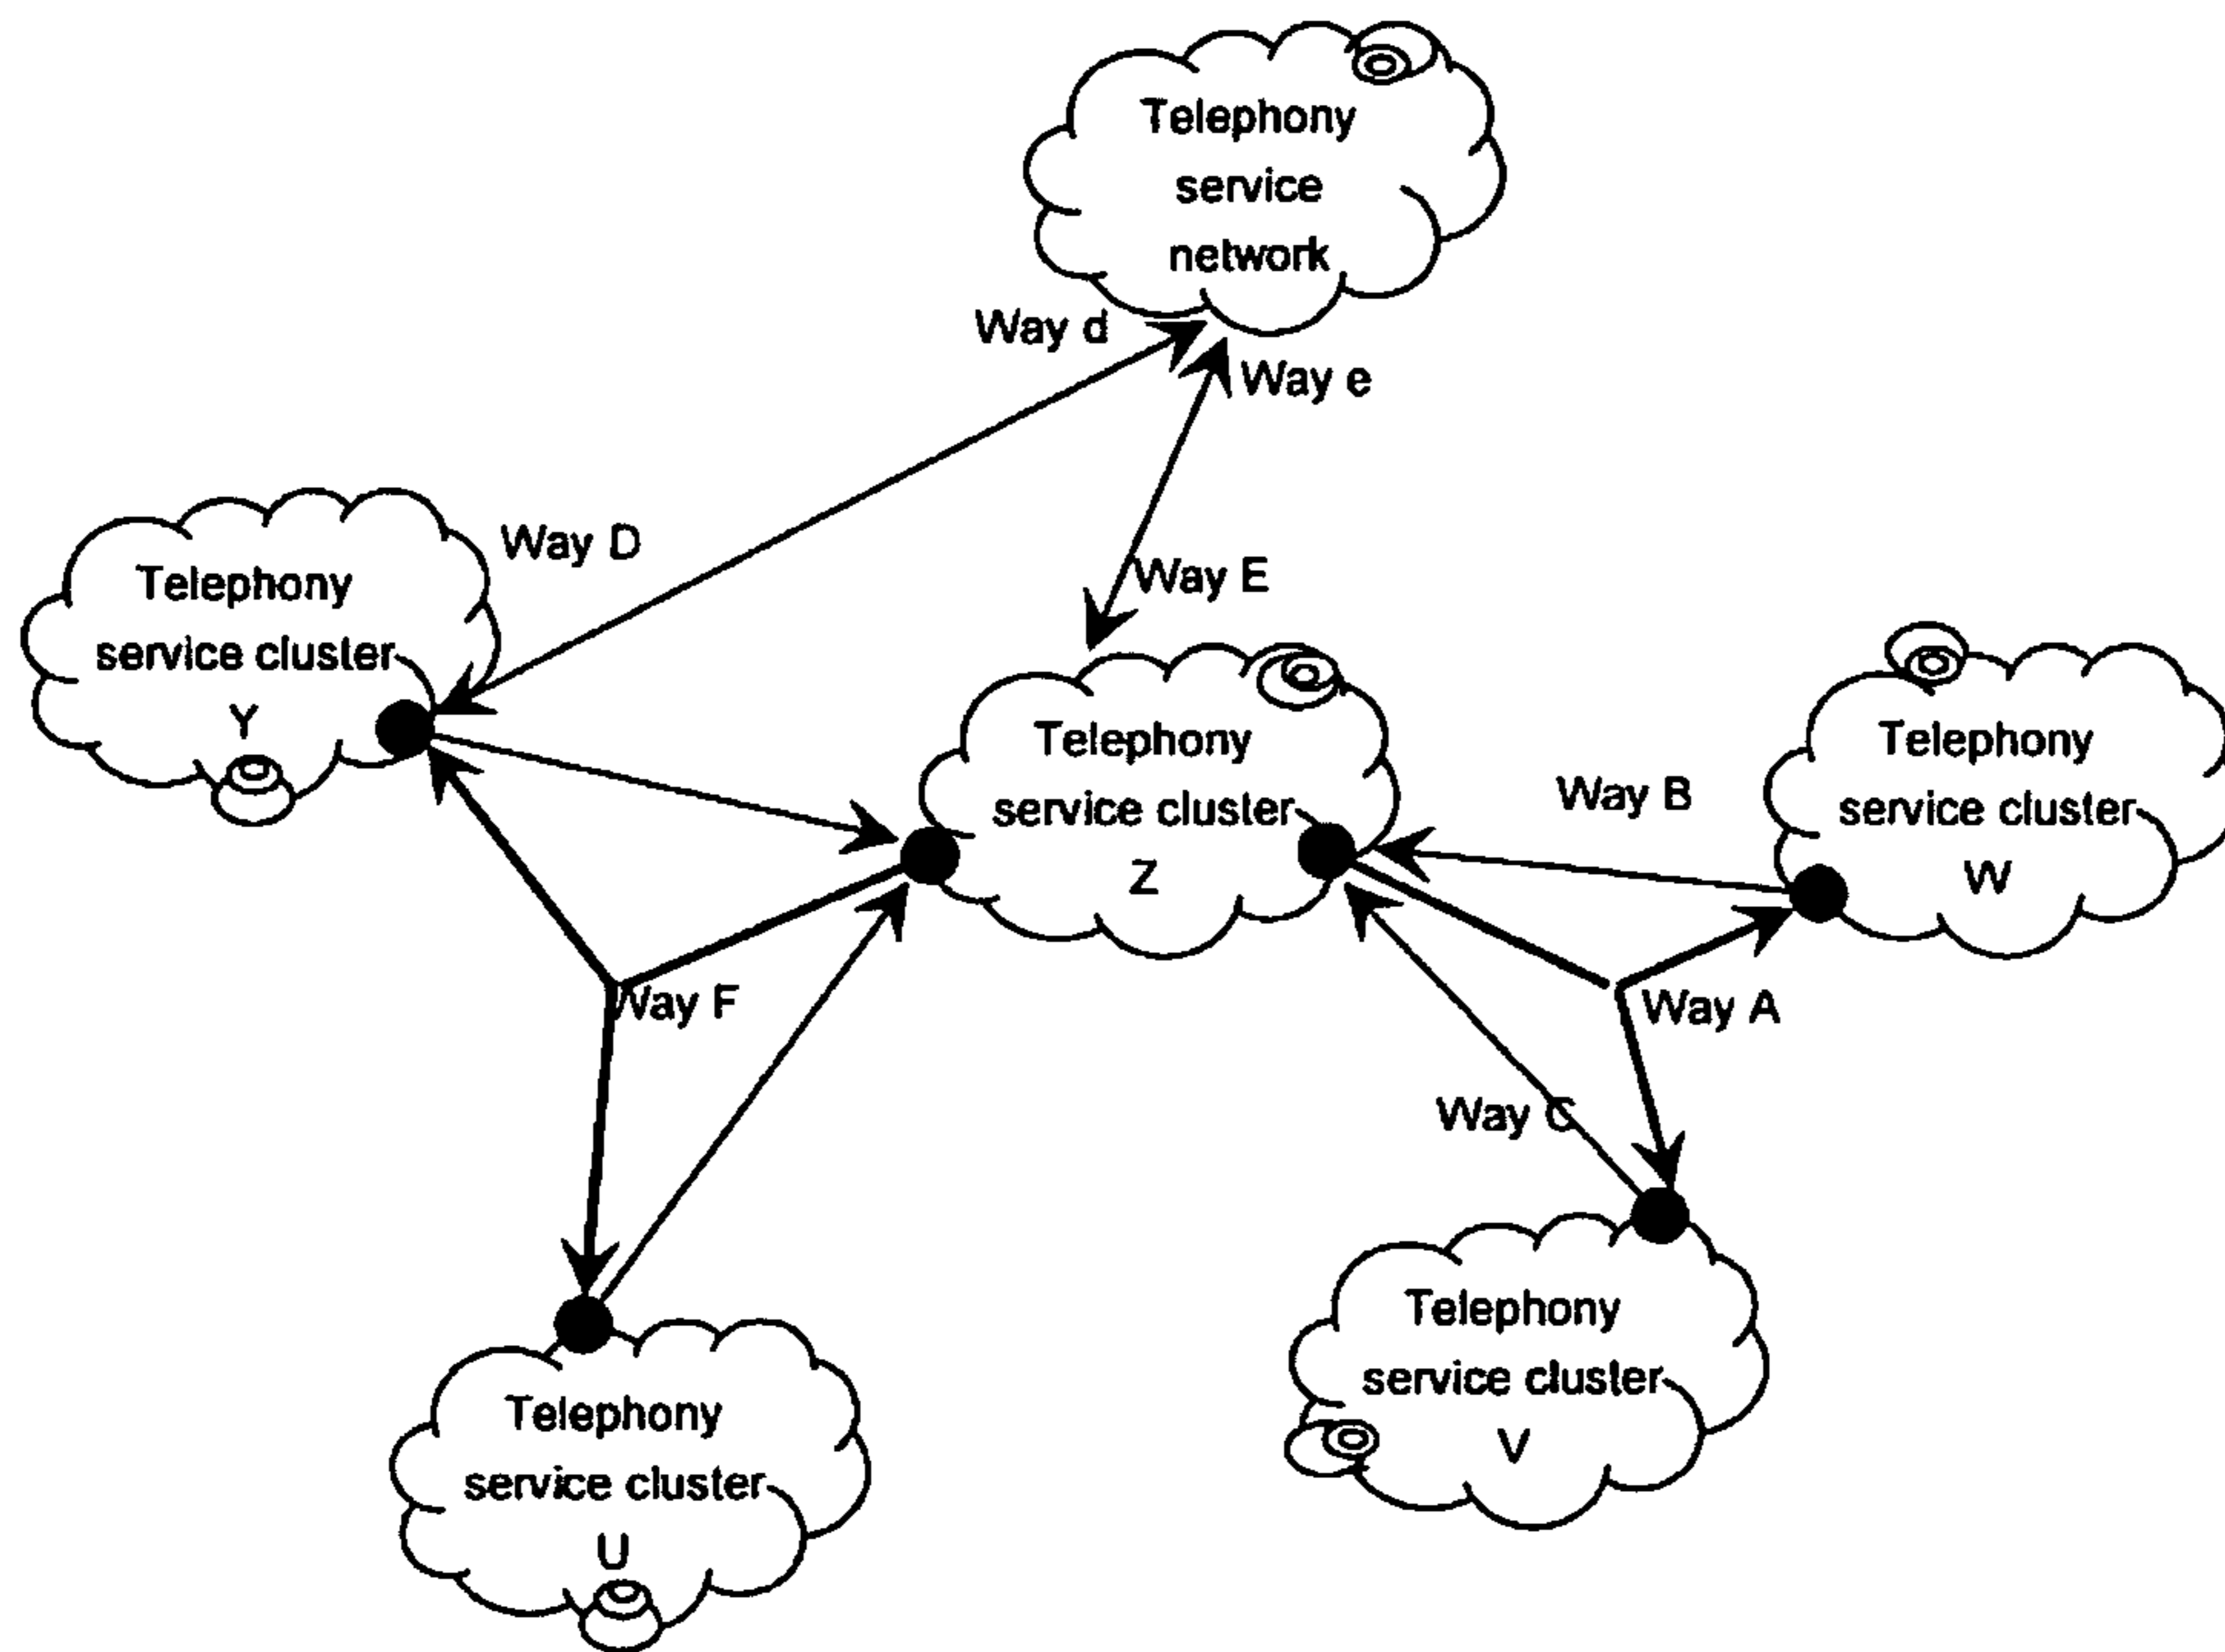 Telephony
service
network
Way d
Way e
Way D
Way E
Telephony
service cluster
Y
Telephony
service cluster
Z
Way B
Telephony
service cluster
W
Way F
Way A
Way C
Telephony
service cluster
V
Telephony
service cluster
U